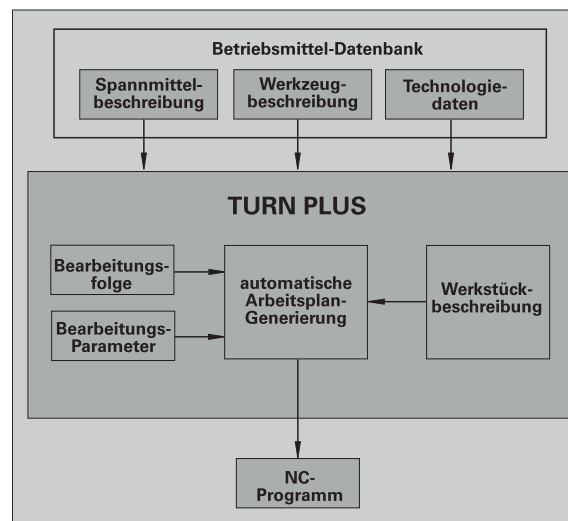 Betriebsmittel-Datenbank
Spannmittel-
beschreibung
Werkzeug-
beschreibung
Technologie-
daten
TURN PLUS
Bearbeitungs-
folge
Bearbeitungs-
Parameter
automatische
Arbeitsplan-
Generierung
Werkstück-
beschreibung
NC-
Programm